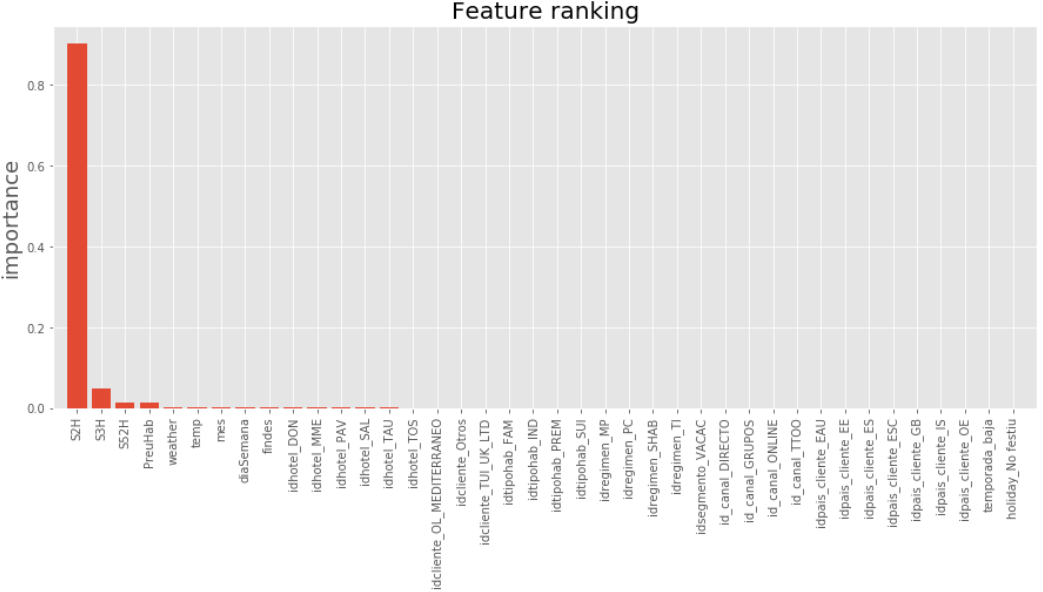 Feature ranking
importance
0.8
0.6
0.4
0.2
0.0
S2H
S3H
S52H
PreuHab
weather
temp
mes
diaSemana
findes
idhotel_DON
idhotel_MME
idhotel_PAV
idhotel_SAL
idhotel_TAU
idhotel_TOS
idcliente_OL_MEDITERRANEO
idcliente_Otros
idcliente_TUI_UK_LTD
idtipohab_FAM
idtipohab_IND
idtipohab_PREM
idtipohab_SUI
idregimen_MP
idregimen_PC
idregimen_SHAB
idregimen_TI
idsegmento_VACAC
id_canal_DIRECTO
id_canal_GRUPOS
id_canal_ONLINE
id_canal_TTOO
idpais_cliente_EAU
idpais_cliente_EE
idpais_cliente_ES
idpais_cliente_ESC
idpais_cliente_GB
idpais_cliente_IS
idpais_cliente_OE
temporada_baja
holiday_No festiu